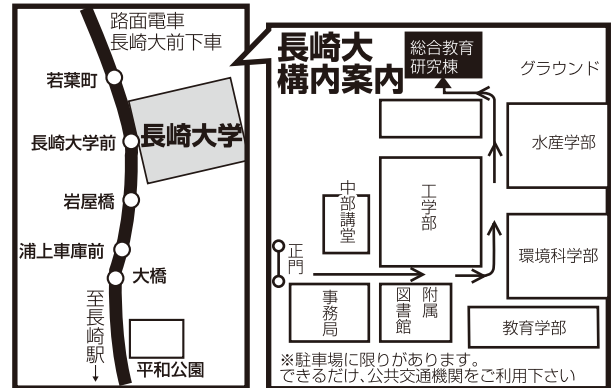 路面電車
長崎大前下車
若葉町
長崎大学前
長崎大学
岩屋橋
浦上車庫前
大橋
至長崎駅
平和公園
長崎大
構内案内
総合教育
研究棟
グラウンド
水産学部
工学部
中部講堂
環境科学部
正門
事務局
附属
図書館
教育学部
※駐車場に限りがあります。
できるだけ、公共交通機関をご利用下さい